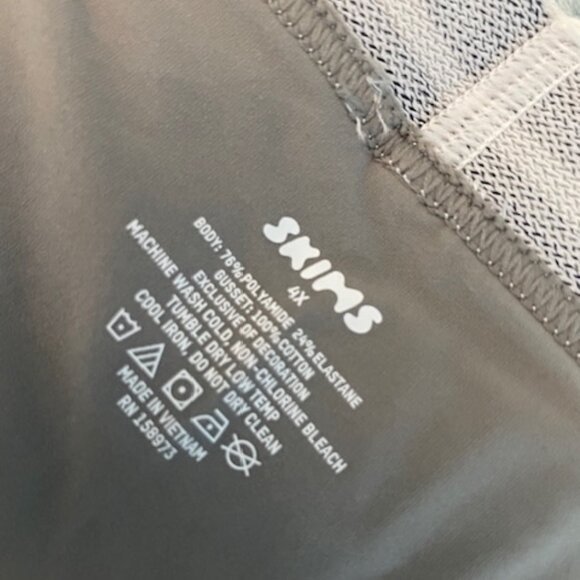 SKIMS
4X
BODY: 76% POLYAMIDE 24% ELASTANE
GUSSET: 100% COTTON
EXCLUSIVE OF DECORATION
MACHINE WASH COLD, NON-CHLORINE BLEACH
TUMBLE DRY LOW TEMP
COOL IRON, DO NOT DRY CLEAN
MADE IN VIETNAM
RN 158973